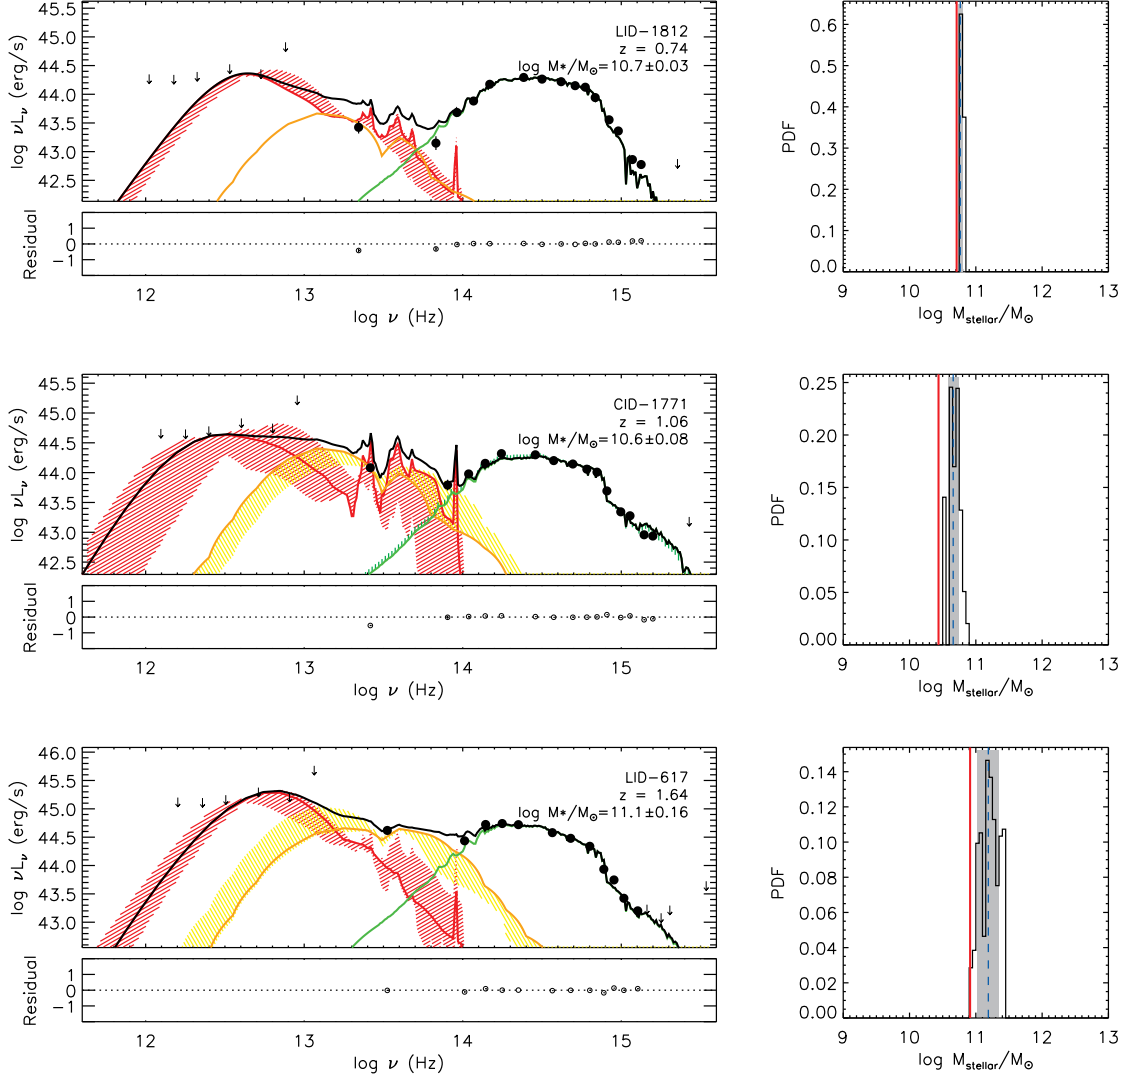 45.5
45.0
44.5
44.0
43.5
43.0
42.5
log νLν (erg/s)
LID-1812
z = 0.74
log M*/M⊙=10.7±0.03
1
0
-1
Residual
12 13 14 15
log ν (Hz)
0.6
0.5
0.4
0.3
0.2
0.1
0.0
PDF
9 10 11 12 13
log Mstellar/M⊙
45.5
45.0
44.5
44.0
43.5
43.0
42.5
log νLν (erg/s)
CID-1771
z = 1.06
log M*/M⊙=10.6±0.08
1
0
-1
Residual
12 13 14 15
log ν (Hz)
0.25
0.20
0.15
0.10
0.05
0.00
PDF
9 10 11 12 13
log Mstellar/M⊙
46.0
45.5
45.0
44.5
44.0
43.5
43.0
log νLν (erg/s)
LID-617
z = 1.64
log M*/M⊙=11.1±0.16
1
0
-1
Residual
12 13 14 15
log ν (Hz)
0.14
0.12
0.10
0.08
0.06
0.04
0.02
0.00
PDF
9 10 11 12 13
log Mstellar/M⊙